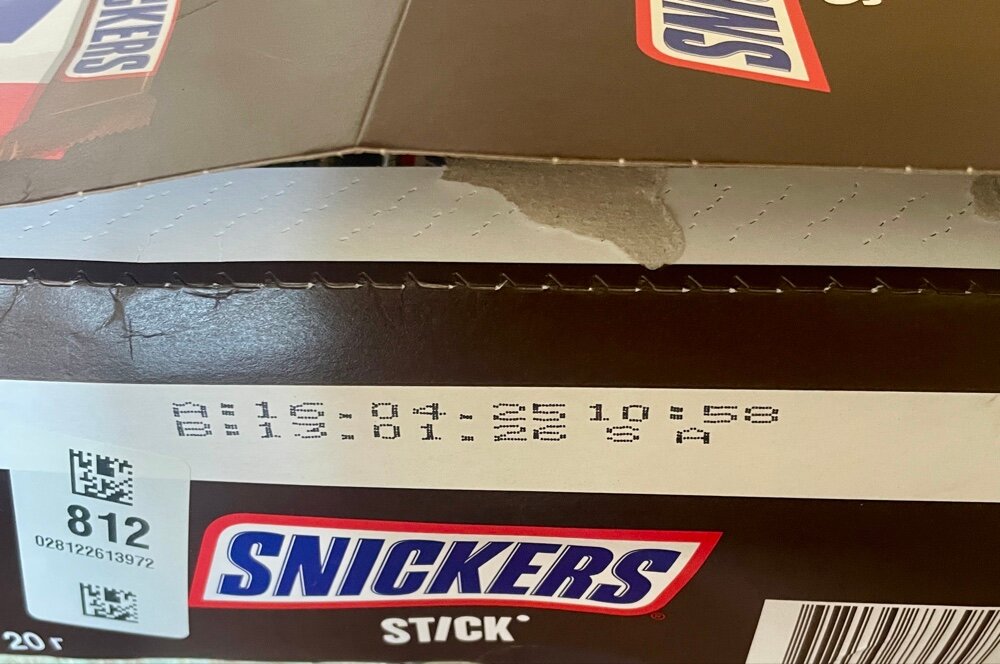 SNICKERS
A:16.04.25 10:58
B:13.01.26 S A
812
028122613972
SNICKERS®
STICK*
20 г